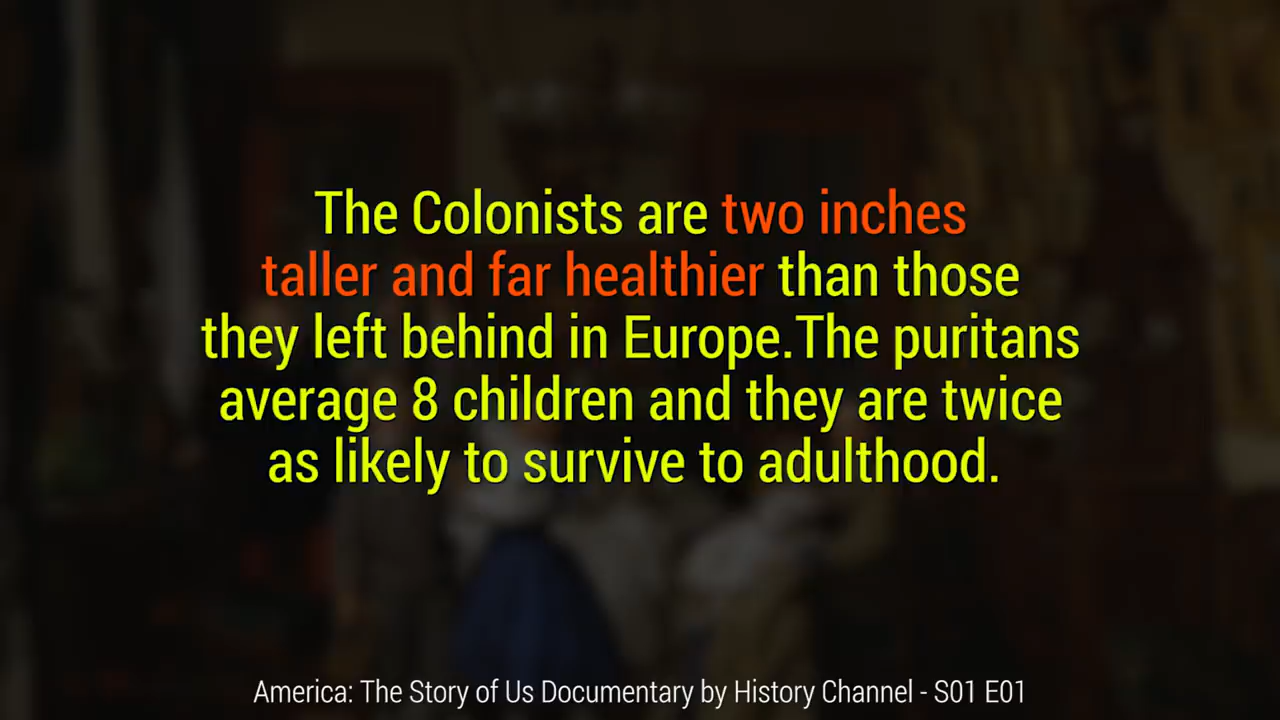 The Colonists are two inches
taller and far healthier than those
they left behind in Europe.The puritans
average 8 children and they are twice
as likely to survive to adulthood.
America: The Story of Us Documentary by History Channel - S01 E01